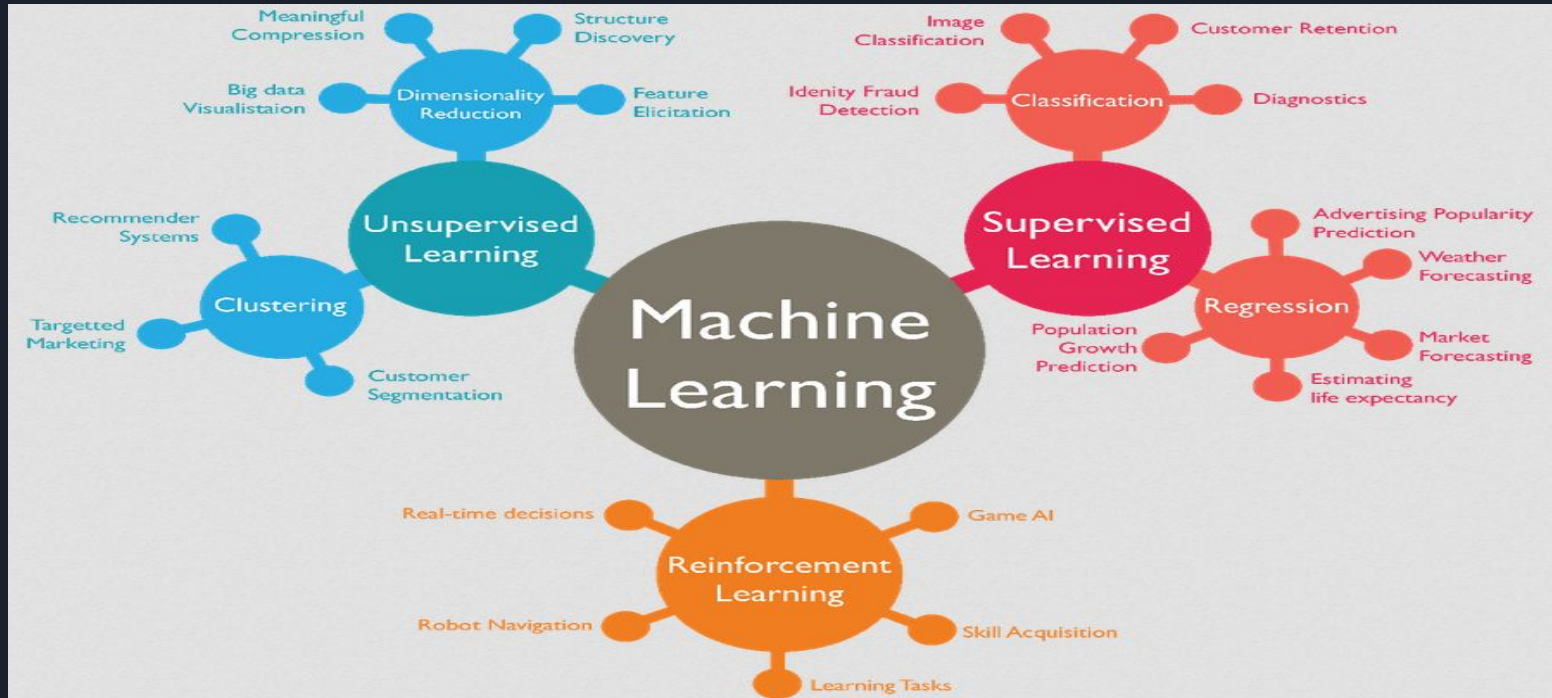 Meaningful
Compression
Structure
Discovery
Big data
Visualistaion
Dimensionality
Reduction
Feature
Elicitation
Image
Classification
Customer Retention
Idenity Fraud
Detection
Classification
Diagnostics
Recommender
Systems
Unsupervised
Learning
Clustering
Targetted
Marketing
Customer
Segmentation
Machine
Learning
Supervised
Learning
Advertising Popularity
Prediction
Weather
Forecasting
Regression
Population
Growth
Prediction
Market
Forecasting
Estimating
life expectancy
Real-time decisions
Game AI
Reinforcement
Learning
Robot Navigation
Skill Acquisition
Learning Tasks